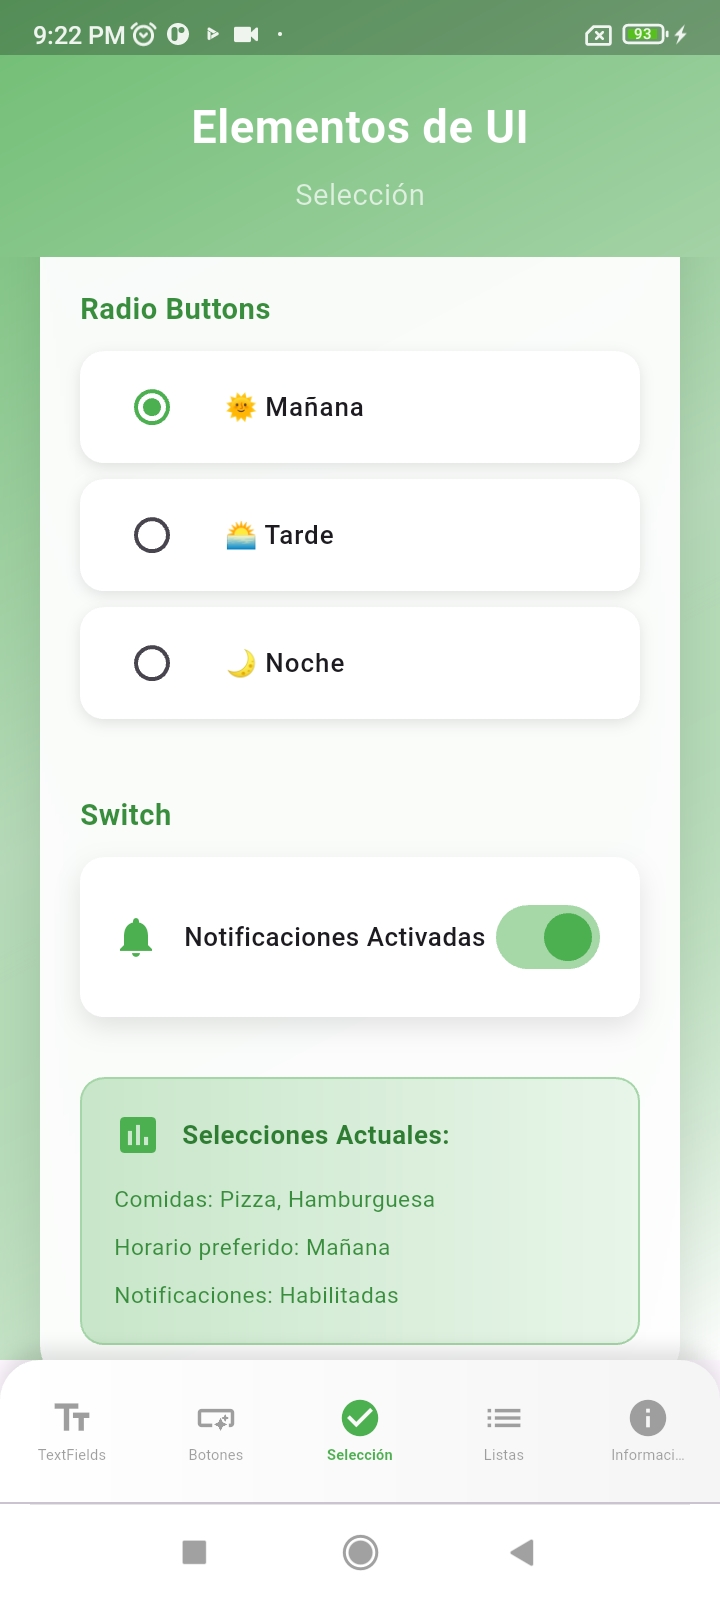 9:22 PM
93
Elementos de UI
Selección
Radio Buttons
🌞 Mañana
🌅 Tarde
🌙 Noche
Switch
Notificaciones Activadas
Selecciones Actuales:
Comidas: Pizza, Hamburguesa
Horario preferido: Mañana
Notificaciones: Habilitadas
TextFields
Botones
Selección
Listas
Informaci...